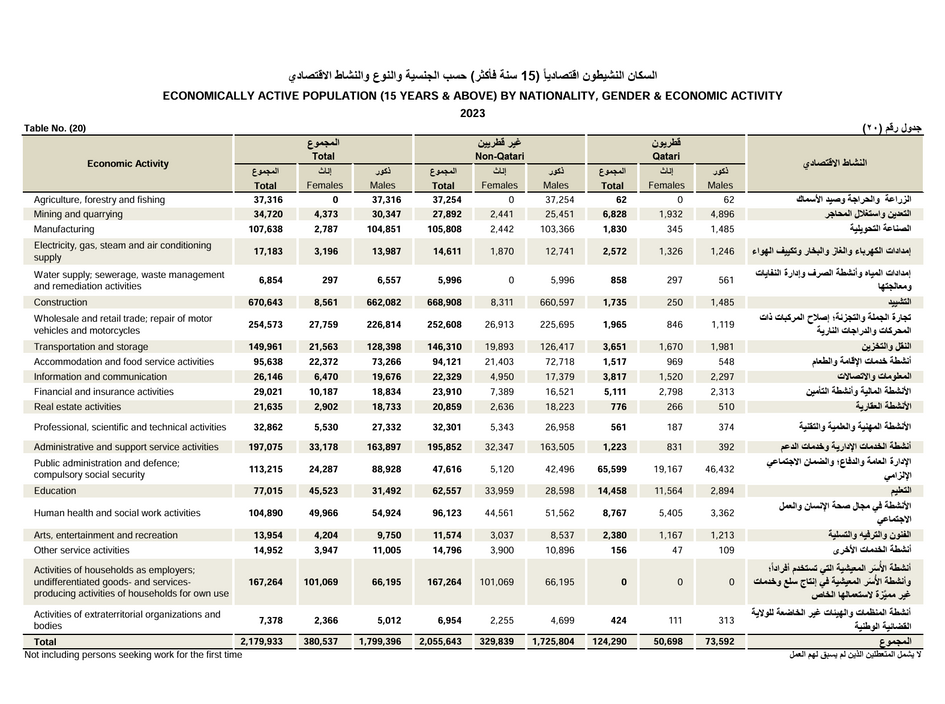 السكان النشيطون اقتصادياً (15 سنة فأكثر) حسب الجنسية والنوع والنشاط الاقتصادي
ECONOMICALLY ACTIVE POPULATION (15 YEARS & ABOVE) BY NATIONALITY, GENDER & ECONOMIC ACTIVITY
2023
Table No. (20) جدول رقم (٢٠)
Economic Activity المجموع غير قطريين قطريون النشاط الاقتصادي
Total Non-Qatari Qatari
المجموع إناث ذكور المجموع إناث ذكور المجموع إناث ذكور
Total Females Males Total Females Males Total Females Males
Agriculture, forestry and fishing 37,316 0 37,316 37,254 0 37,254 62 0 62 الزراعة والحراجة وصيد الأسماك
Mining and quarrying 34,720 4,373 30,347 27,892 2,441 25,451 6,828 1,932 4,896 التعدين واستغلال المحاجر
Manufacturing 107,638 2,787 104,851 105,808 2,442 103,366 1,830 345 1,485 الصناعة التحويلية
Electricity, gas, steam and air conditioning
supply 17,183 3,196 13,987 14,611 1,870 12,741 2,572 1,326 1,246 إمدادات الكهرباء والغاز والبخار وتكييف الهواء
Water supply; sewerage, waste management إمدادات المياه وأنشطة الصرف وإدارة النفايات
and remediation activities 6,854 297 6,557 5,996 0 5,996 858 297 561 ومعالجتها
Construction 670,643 8,561 662,082 668,908 8,311 660,597 1,735 250 1,485 التشييد
Wholesale and retail trade; repair of motor تجارة الجملة والتجزئة؛ إصلاح المركبات ذات
vehicles and motorcycles 254,573 27,759 226,814 252,608 26,913 225,695 1,965 846 1,119 المحركات والدراجات النارية
Transportation and storage 149,961 21,563 128,398 146,310 19,893 126,417 3,651 1,670 1,981 النقل والتخزين
Accommodation and food service activities 95,638 22,372 73,266 94,121 21,403 72,718 1,517 969 548 أنشطة خدمات الإقامة والطعام
Information and communication 26,146 6,470 19,676 22,329 4,950 17,379 3,817 1,520 2,297 المعلومات والاتصالات
Financial and insurance activities 29,021 10,187 18,834 23,910 7,389 16,521 5,111 2,798 2,313 الأنشطة المالية وأنشطة التأمين
Real estate activities 21,635 2,902 18,733 20,859 2,636 18,223 776 266 510 الأنشطة العقارية
Professional, scientific and technical activities 32,862 5,530 27,332 32,301 5,343 26,958 561 187 374 الأنشطة المهنية والعلمية والتقنية
Administrative and support service activities 197,075 33,178 163,897 195,852 32,347 163,505 1,223 831 392 أنشطة الخدمات الإدارية وخدمات الدعم
Public administration and defence; الإدارة العامة والدفاع؛ والضمان الاجتماعي
compulsory social security 113,215 24,287 88,928 47,616 5,120 42,496 65,599 19,167 46,432 الإلزامي
Education 77,015 45,523 31,492 62,557 33,959 28,598 14,458 11,564 2,894 التعليم
Human health and social work activities 104,890 49,966 54,924 96,123 44,561 51,562 8,767 5,405 3,362 الأنشطة في مجال صحة الإنسان والعمل
الاجتماعي
Arts, entertainment and recreation 13,954 4,204 9,750 11,574 3,037 8,537 2,380 1,167 1,213 الفنون والترفيه والتسلية
Other service activities 14,952 3,947 11,005 14,796 3,900 10,896 156 47 109 أنشطة الخدمات الأخرى
Activities of households as employers; أنشطة الأُسَر المعيشية التي تستخدم أفراداً؛
undifferentiated goods- and services- 167,264 101,069 66,195 167,264 101,069 66,195 0 0 0 وأنشطة الأُسَر المعيشية في إنتاج سلع وخدمات
producing activities of households for own use غير مميَّزة لاستعمالها الخاص
Activities of extraterritorial organizations and أنشطة المنظمات والهيئات غير الخاضعة للولاية
bodies 7,378 2,366 5,012 6,954 2,255 4,699 424 111 313 القضائية الوطنية
Total 2,179,933 380,537 1,799,396 2,055,643 329,839 1,725,804 124,290 50,698 73,592 المجموع
Not including persons seeking work for the first time لا يشمل المتعطلين الذين لم يسبق لهم العمل